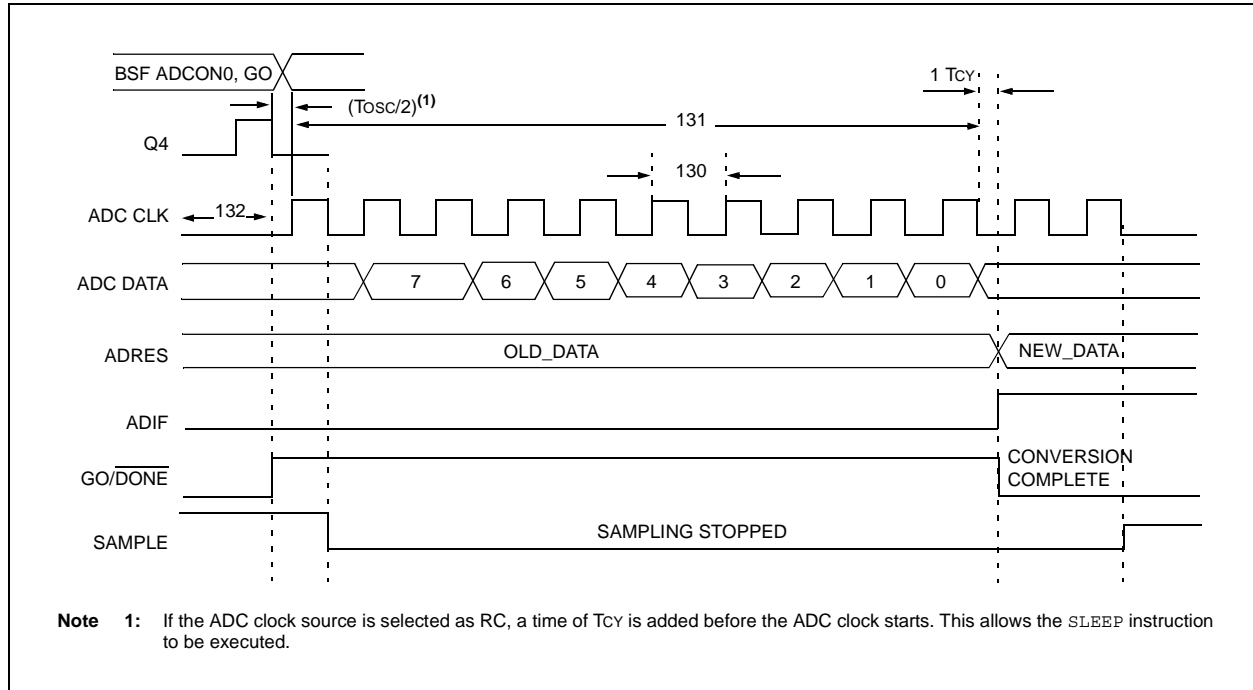 BSF ADCON0, GO
1 TCY
(TOSC/2)(1)
131
Q4
130
ADC CLK
132
ADC DATA
7 6 5 4 3 2 1 0
ADRES
OLD_DATA
NEW_DATA
ADIF
GO/DONE
CONVERSION
COMPLETE
SAMPLE
SAMPLING STOPPED
Note 1: If the ADC clock source is selected as RC, a time of TCY is added before the ADC clock starts. This allows the SLEEP instruction
to be executed.